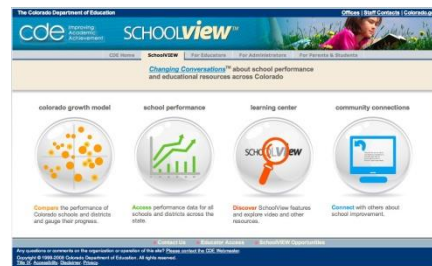 The Colorado Department of Education
Offices | Staff Contacts | Colorado.g
cde Improving Academic Achievement
SCHOOLVIEW™
CDE Home SchoolVIEW For Educators For Administrators For Parents & Students
Changing Conversations™ about school performance
and educational resources across Colorado
colorado growth model
school performance
learning center
community connections
SCHOOLVIEW
Compare the performance of
Colorado schools and districts
and gauge their progress.
Access performance data for all
schools and districts across the
state.
Discover SchoolView features
and explore video and other
resources.
Connect with others about
school improvement.
Contact Us Educator Access SchoolVIEW Opportunities
Any questions or comments on the organization or operation of this site? Please contact the CDE Webmaster.
Copyright © 1999-2009 Colorado Department of Education. All rights reserved.
Title IX. Accessibility. Disclaimer. Privacy.